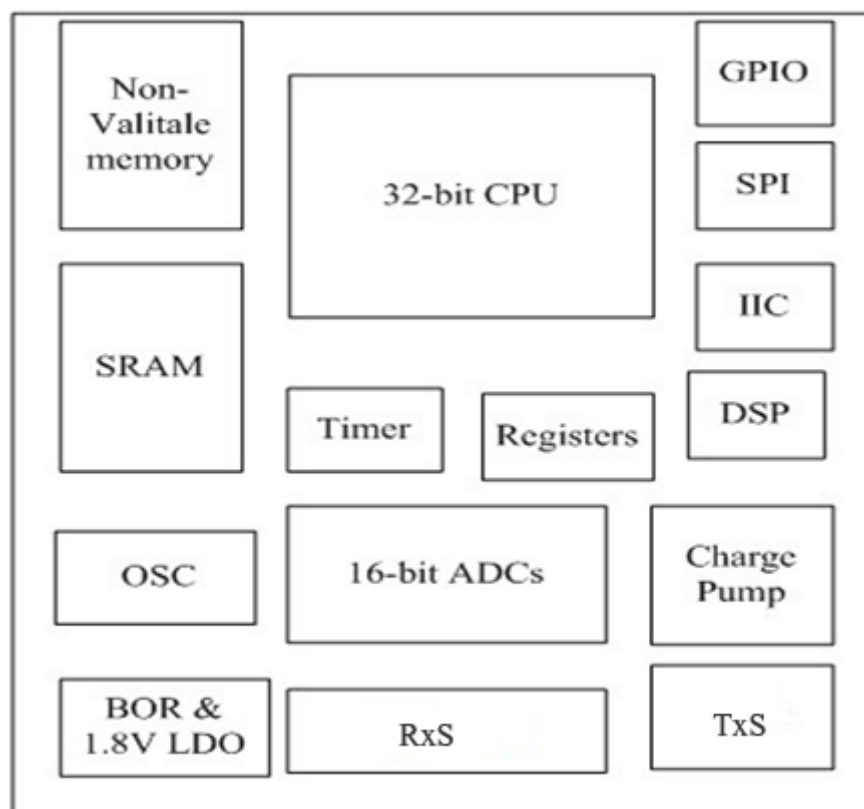 Non-
Valitale
memory
32-bit CPU
GPIO
SPI
IIC
SRAM
Timer
Registers
DSP
OSC
16-bit ADCs
Charge
Pump
BOR &
1.8V LDO
RxS
TxS